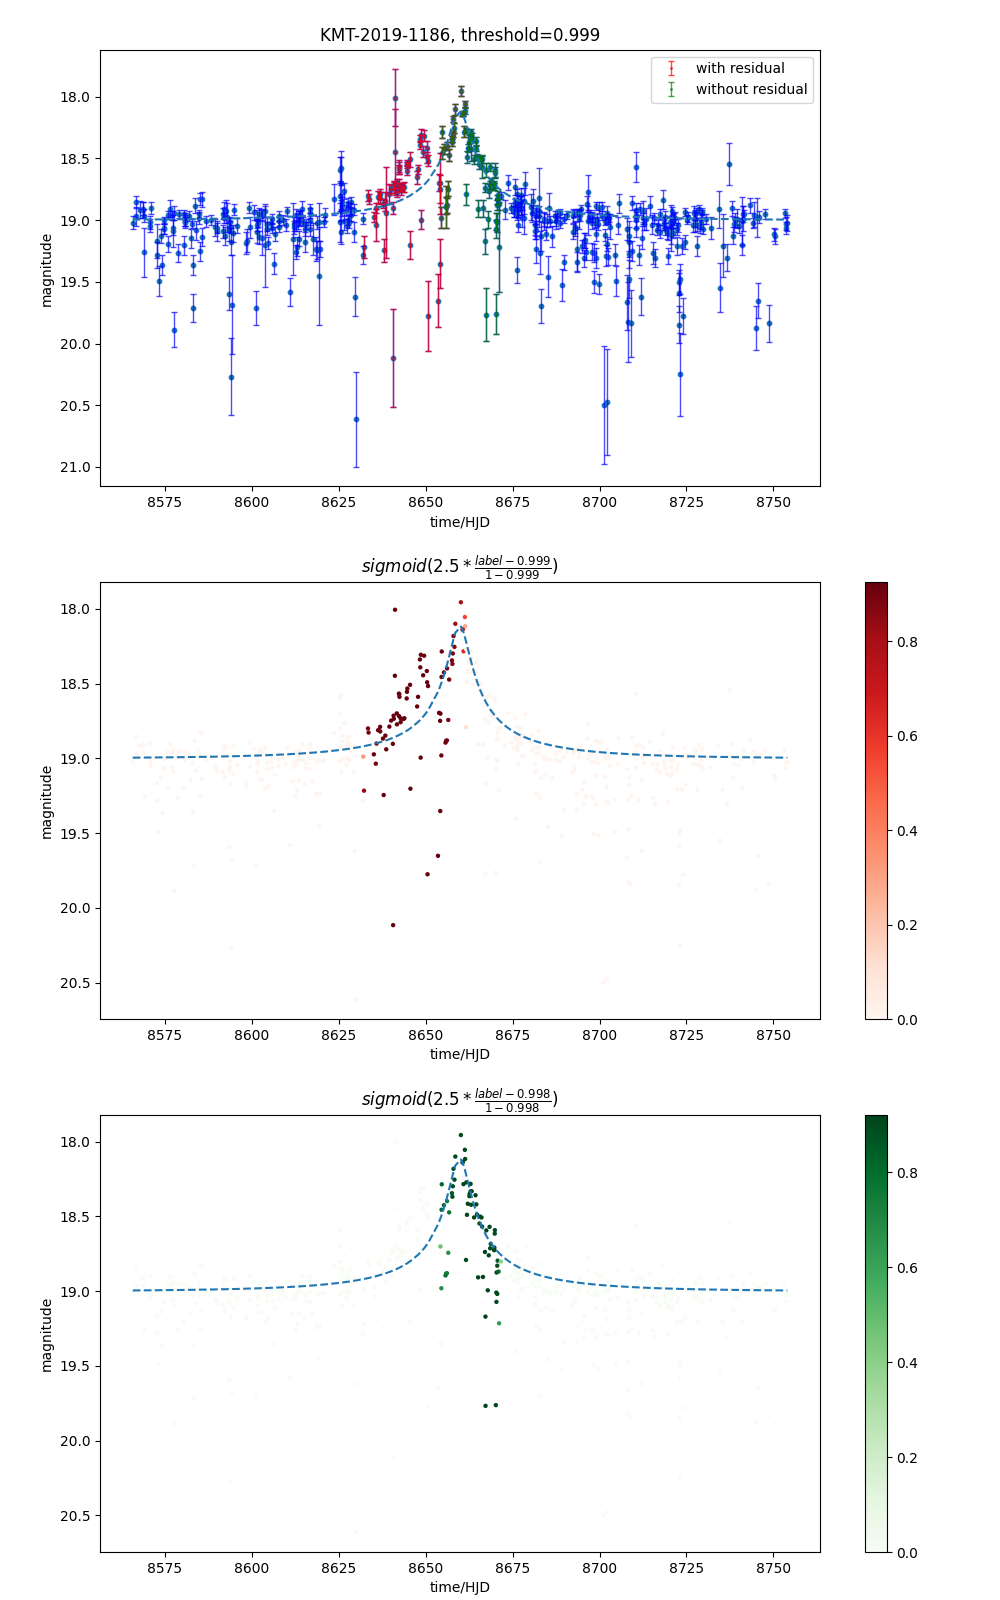 KMT-2019-1186, threshold=0.999
with residual
without residual
18.0
18.5
19.0
19.5
20.0
20.5
21.0
magnitude
8575 8600 8625 8650 8675 8700 8725 8750
time/HJD
sigmoid(2.5 * \frac{label − 0.999}{1 − 0.999})
18.0
18.5
19.0
19.5
20.0
20.5
magnitude
8575 8600 8625 8650 8675 8700 8725 8750
time/HJD
0.8
0.6
0.4
0.2
0.0
sigmoid(2.5 * \frac{label − 0.998}{1 − 0.998})
18.0
18.5
19.0
19.5
20.0
20.5
magnitude
8575 8600 8625 8650 8675 8700 8725 8750
time/HJD
0.8
0.6
0.4
0.2
0.0